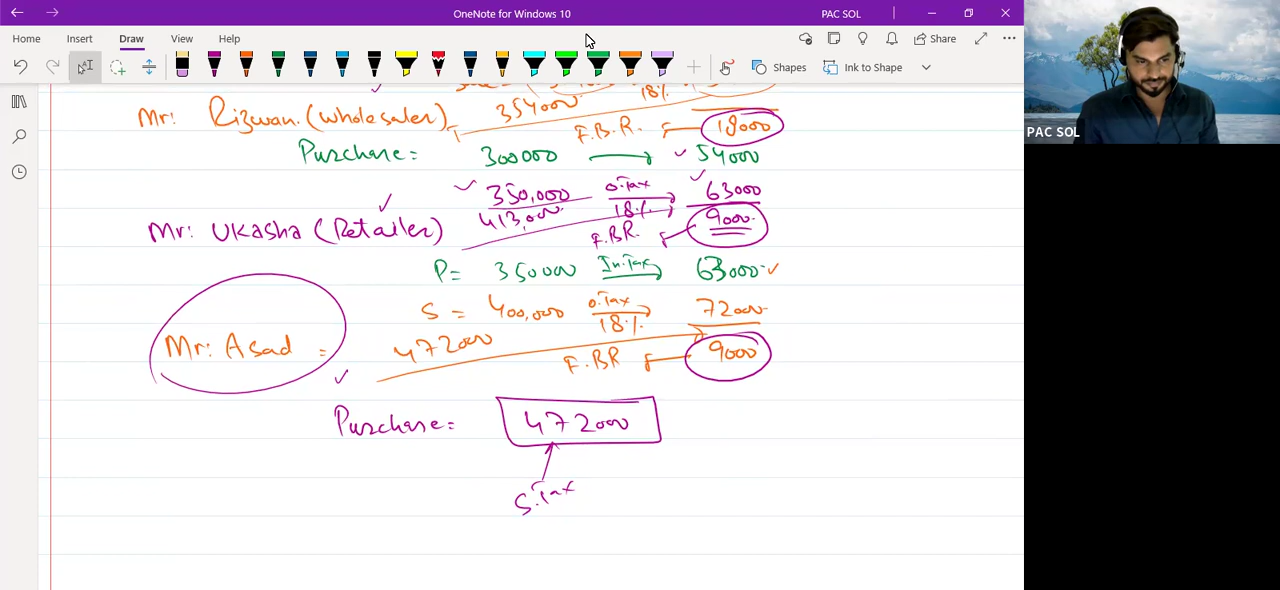 OneNote for Windows 10
PAC SOL
Home Insert Draw View Help
Share
Shapes
Ink to Shape
PAC SOL
18%
Mr: Rizwan. (wholesaler) 354000
F.B.R. 18000
Purchase = 300000 54000
350,000 O.Tax 63000
413,000 18%
Mr: Ukasha (Retailer) F.BR. 9000
P = 350000 In.Tax 63000
S = 400,000 O.Tax 72000
18%
Mr: Asad = 472000
F.BR 9000
Purchase = 472000
S.Tax